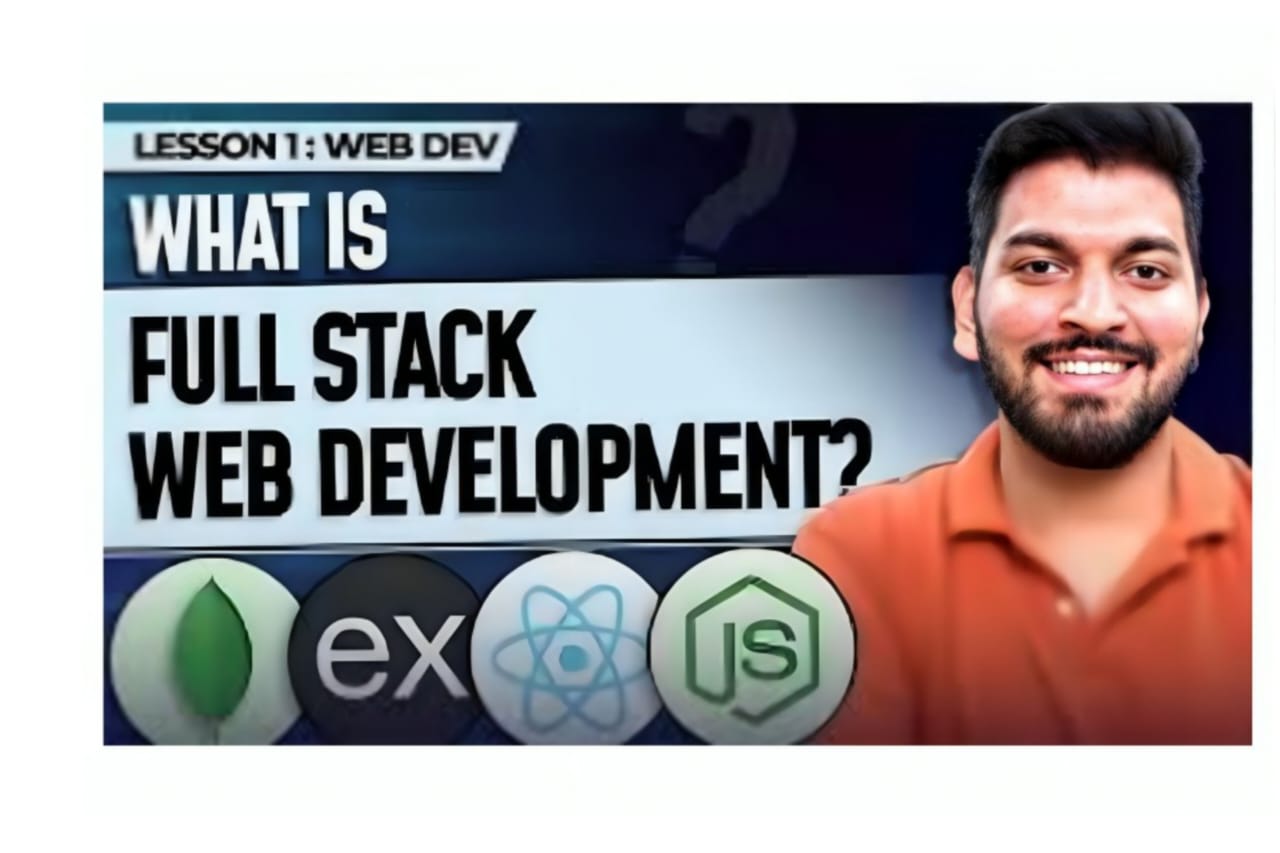 LESSON 1: WEB DEV
WHAT IS
FULL STACK
WEB DEVELOPMENT?
ex
JS